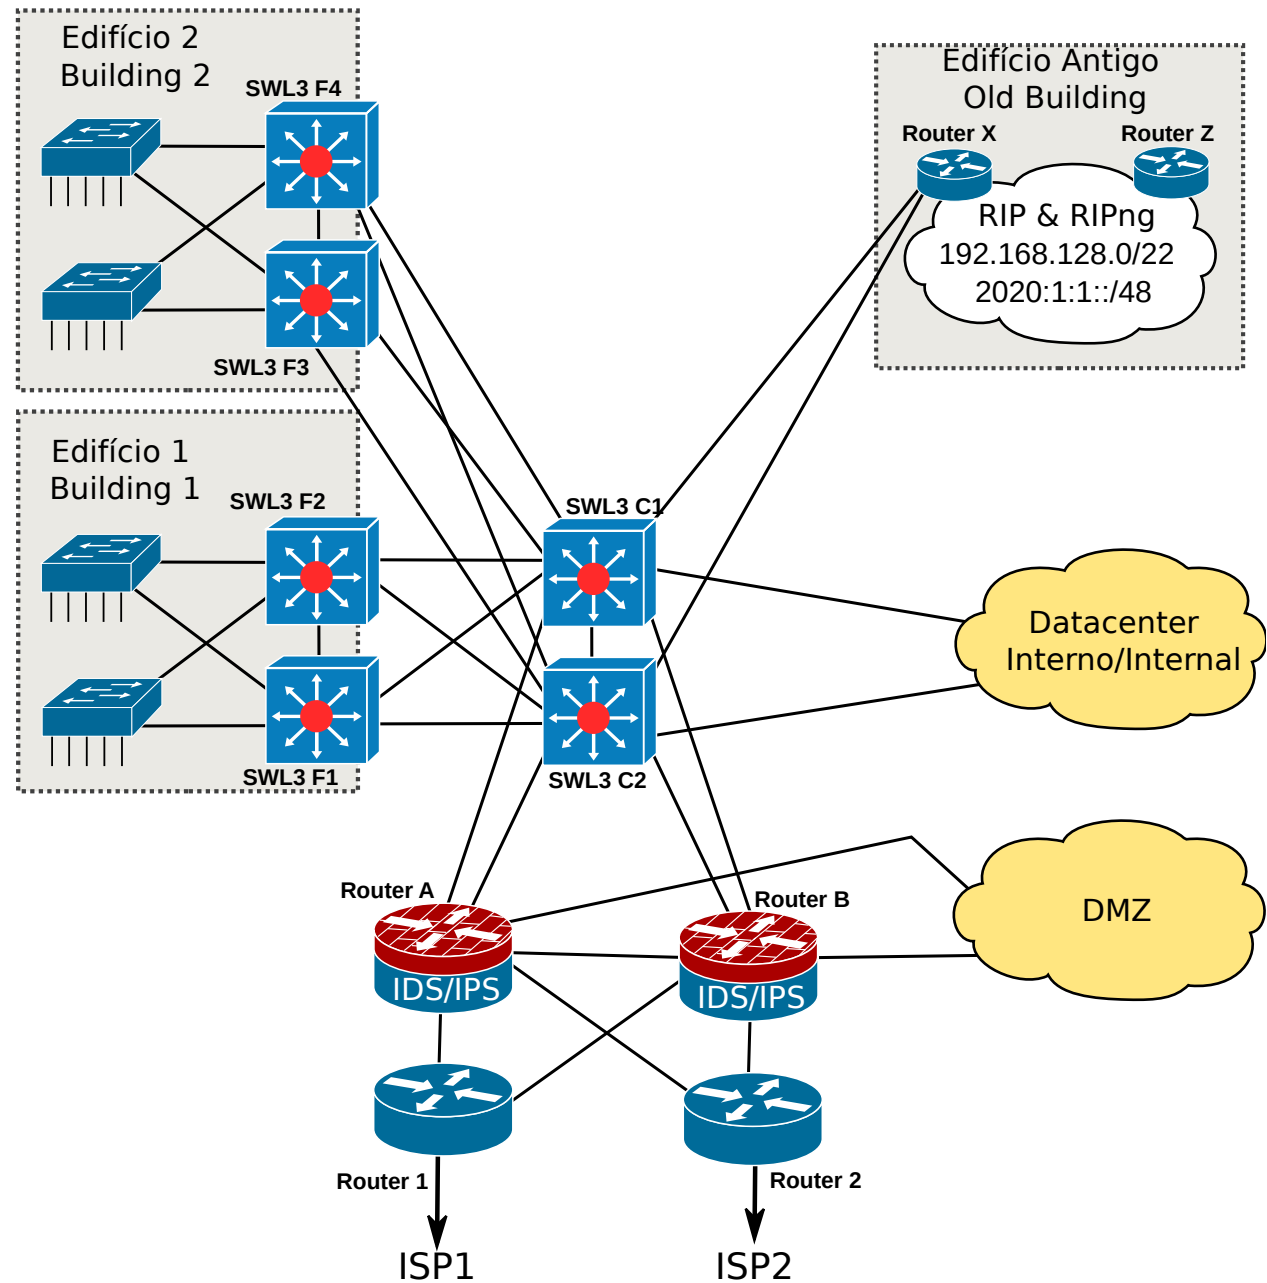 Edifício 2
Building 2
SWL3 F4
SWL3 F3
Edifício Antigo
Old Building
Router X
Router Z
RIP & RIPng
192.168.128.0/22
2020:1:1::/48
Edifício 1
Building 1
SWL3 F2
SWL3 F1
SWL3 C1
SWL3 C2
Datacenter
Interno/Internal
DMZ
Router A
IDS/IPS
Router B
IDS/IPS
Router 1
Router 2
ISP1
ISP2